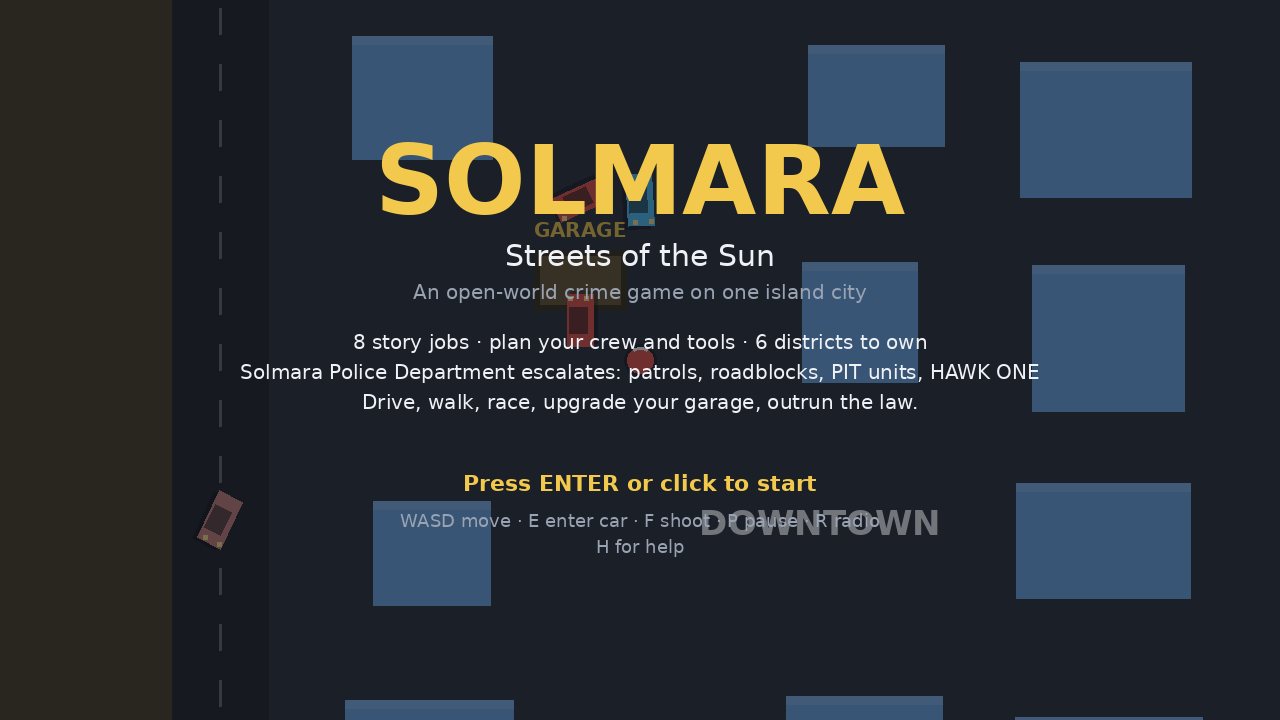 SOLMARA
GARAGE
Streets of the Sun
An open-world crime game on one island city
8 story jobs · plan your crew and tools · 6 districts to own
Solmara Police Department escalates: patrols, roadblocks, PIT units, HAWK ONE
Drive, walk, race, upgrade your garage, outrun the law.
Press ENTER or click to start
WASD move · E enter car · F shoot · P pause · R radio
DOWNTOWN
H for help